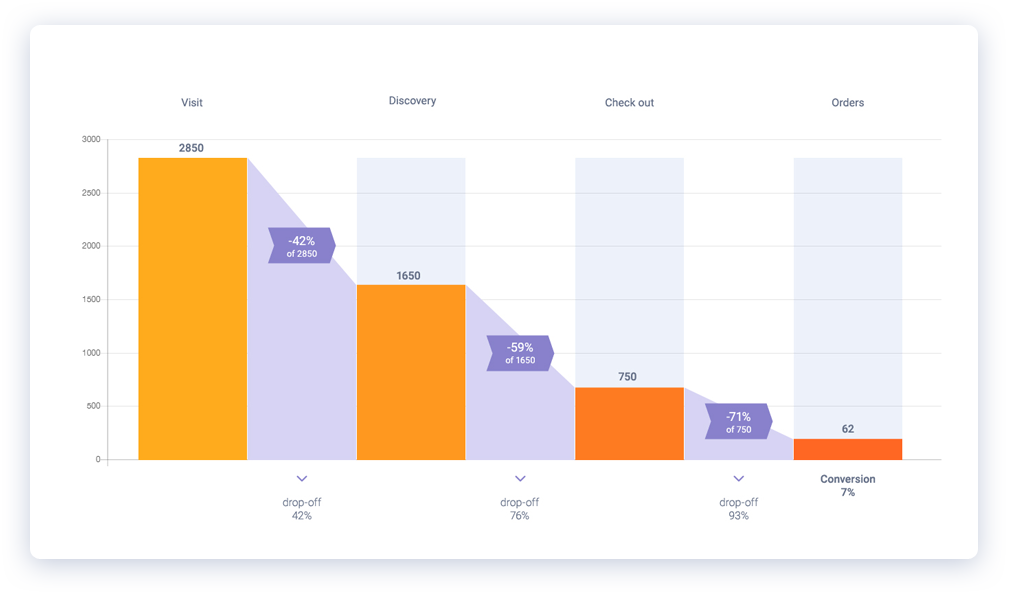 Visit
Discovery
Check out
Orders
3000
2500
2000
1500
1000
500
0
2850
-42%
of 2850
1650
-59%
of 1650
750
-71%
of 750
62
drop-off
42%
drop-off
76%
drop-off
93%
Conversion
7%